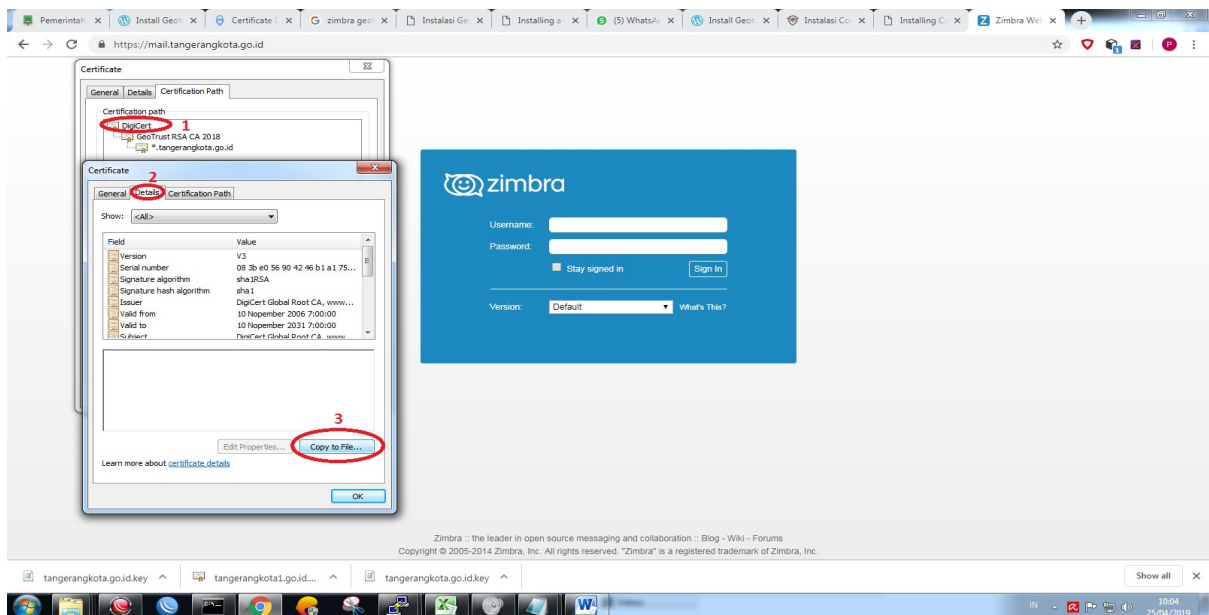 Pemerintah
Install Geot
Certificate
zimbra geo
Instalasi Ge
Installing a
(5) WhatsAp
Install Geot
Instalasi Co
Installing C
Zimbra We
https://mail.tangerangkota.go.id
Certificate
General Details Certification Path
Certification path
DigiCert 1
GeoTrust RSA CA 2018
*.tangerangkota.go.id
Certificate
2
General Details Certification Path
Show: <All>
Field Value
Version V3
Serial number 08 3b e0 56 90 42 46 b1 a1 75...
Signature algorithm sha1RSA
Signature hash algorithm sha1
Issuer DigiCert Global Root CA, www...
Valid from 10 Nopember 2006 7:00:00
Valid to 10 Nopember 2031 7:00:00
Subject DigiCert Global Root CA, www...
3
Edit Properties... Copy to File...
Learn more about certificate details
OK
zimbra
Username:
Password:
Stay signed in Sign In
Version: Default What's This?
Zimbra :: the leader in open source messaging and collaboration :: Blog - Wiki - Forums
Copyright © 2005-2014 Zimbra, Inc. All rights reserved. "Zimbra" is a registered trademark of Zimbra, Inc.
tangerangkota.go.id.key
tangerangkota1.go.id....
tangerangkota.go.id.key
Show all
IN 10:04
25/04/2019